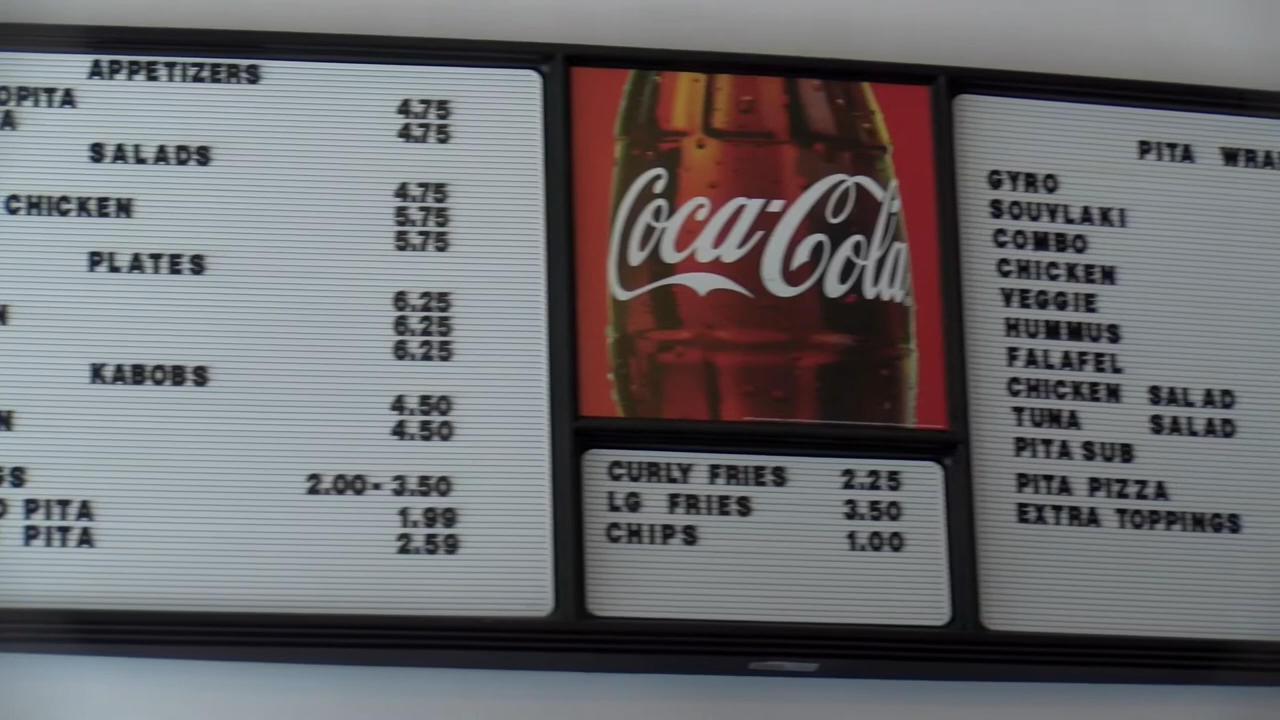 APPETIZERS
OPITA 4.75
A 4.75
SALADS
4.75
CHICKEN 5.75
5.75
PLATES
6.25
N 6.25
6.25
KABOBS
4.50
N 4.50
GS 2.00-3.50
D PITA 1.99
PITA 2.59
Coca-Cola
CURLY FRIES 2.25
LG FRIES 3.50
CHIPS 1.00
PITA WRA
GYRO
SOUVLAKI
COMBO
CHICKEN
VEGGIE
HUMMUS
FALAFEL
CHICKEN SALAD
TUNA SALAD
PITA SUB
PITA PIZZA
EXTRA TOPPINGS